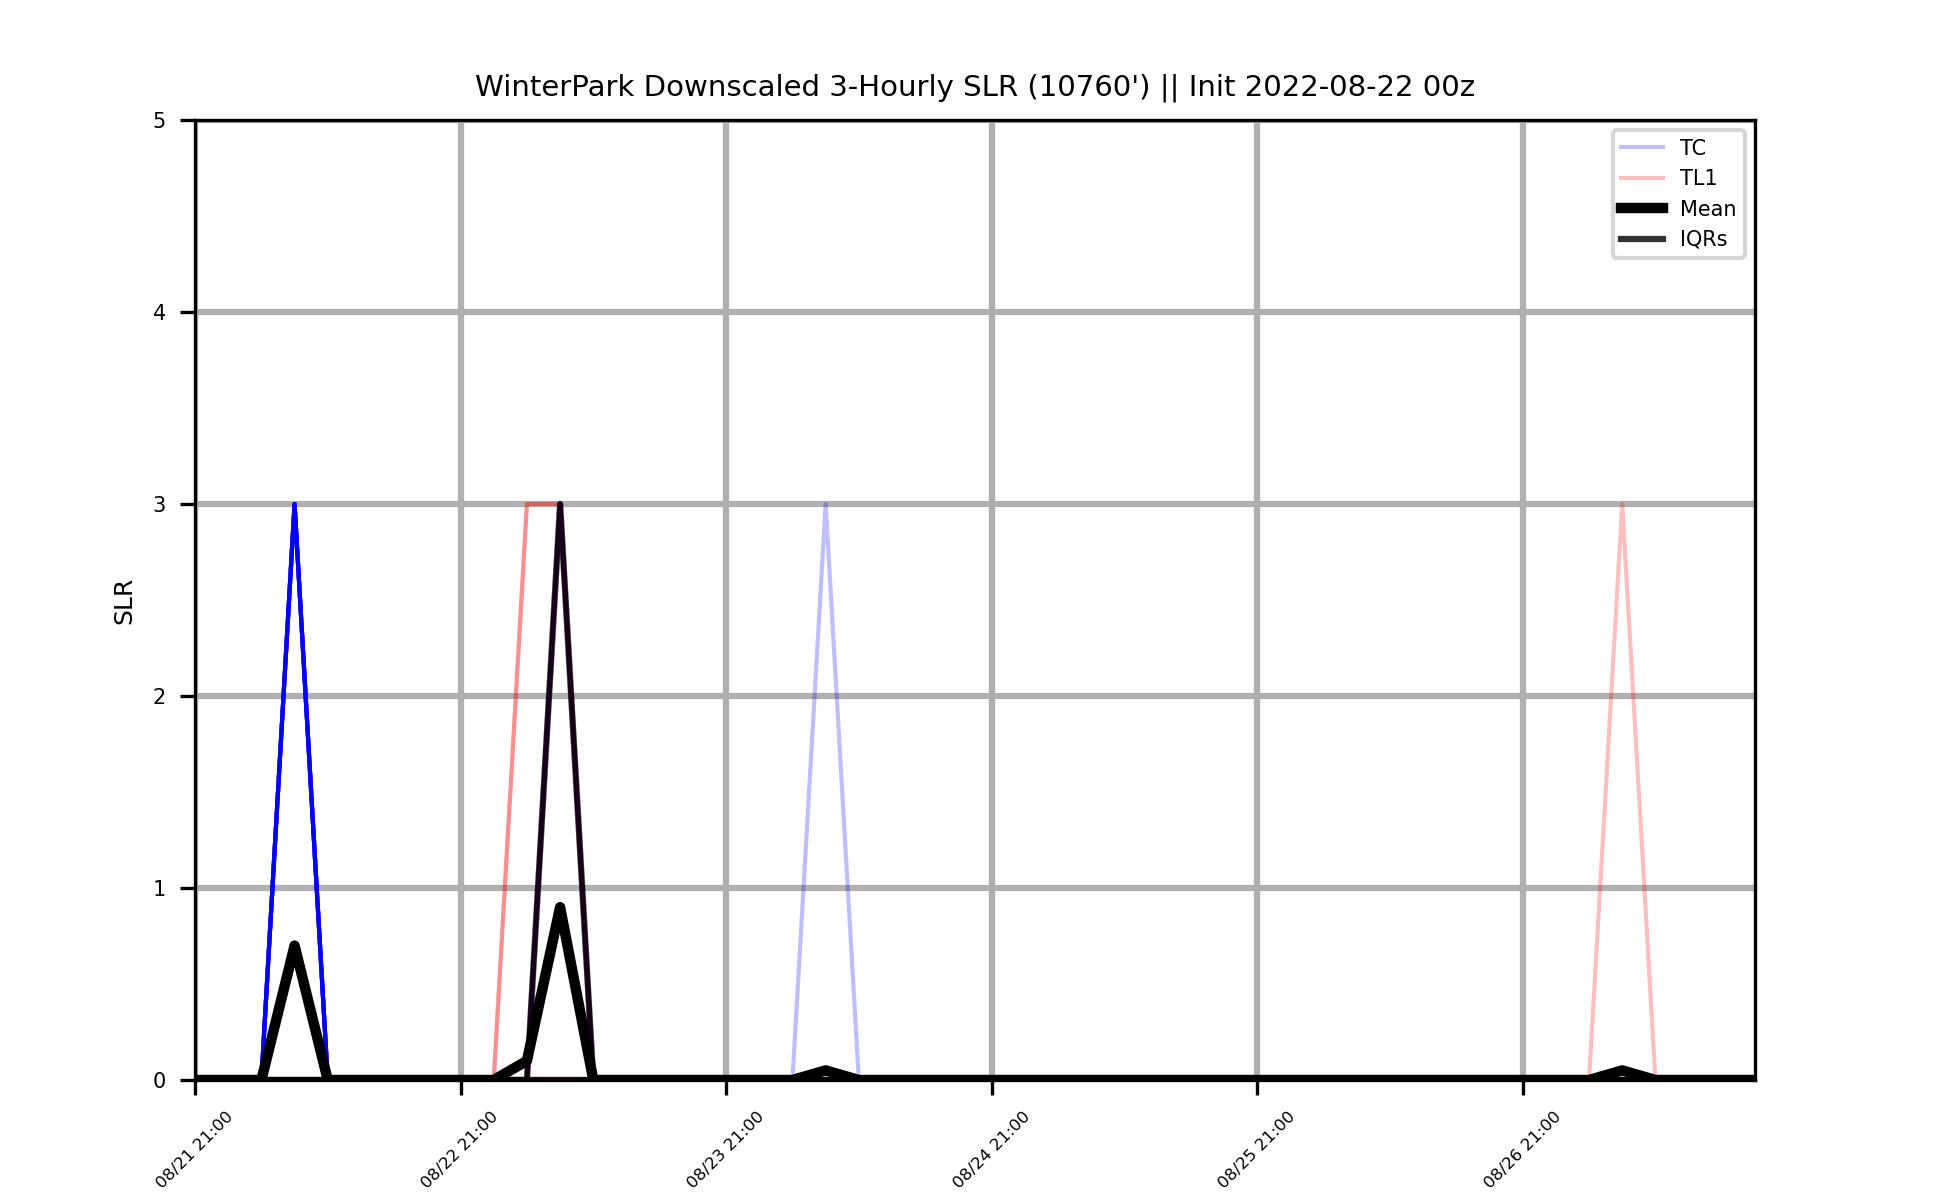 WinterPark Downscaled 3-Hourly SLR (10760') || Init 2022-08-22 00z
TC
TL1
Mean
IQRs
SLR
5
4
3
2
1
0
08/21 21:00
08/22 21:00
08/23 21:00
08/24 21:00
08/25 21:00
08/26 21:00